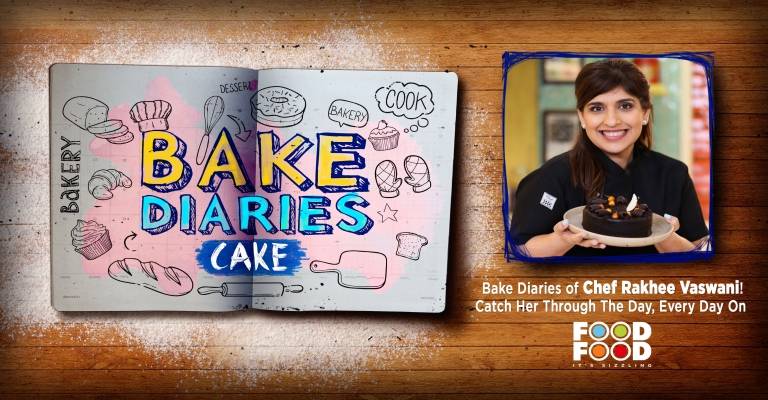 DESSERT
BAKERY
COOK
BAKERY
BAKE
DIARIES
CAKE
Bake Diaries of Chef Rakhee Vaswani!
Catch Her Through The Day, Every Day On
FOOD
FOOD
IT'S SIZZLING